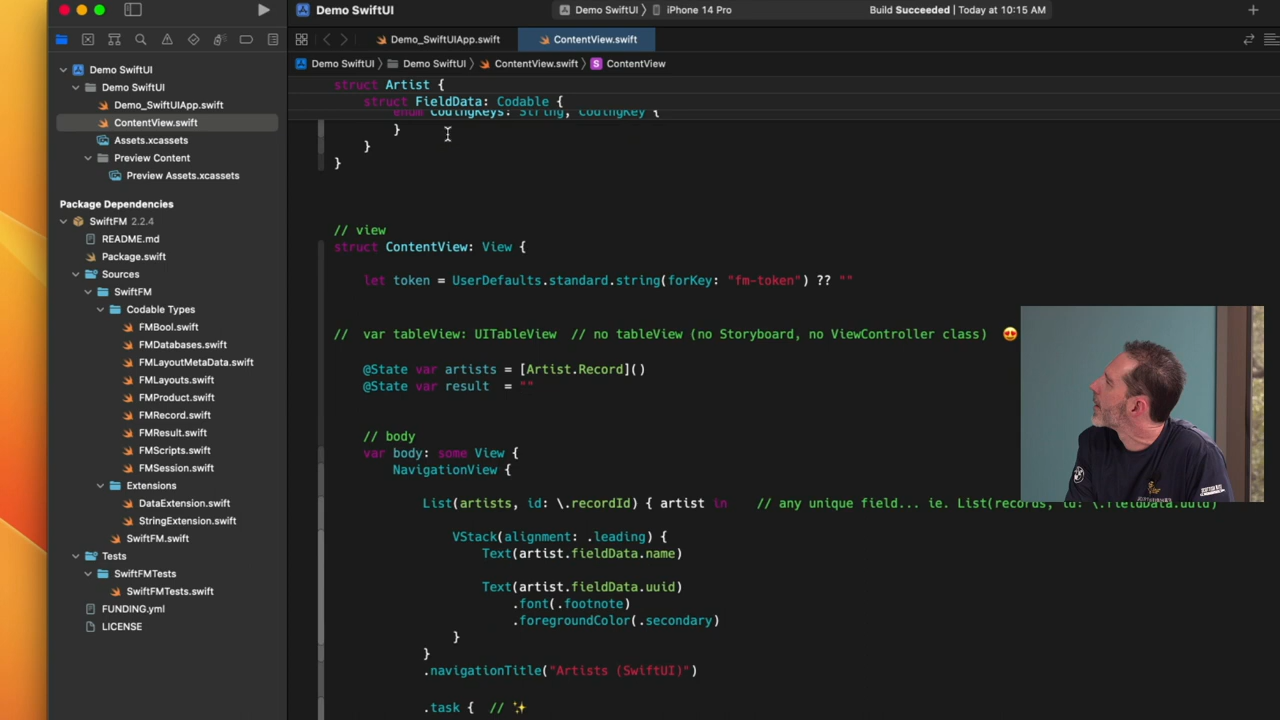 Demo SwiftUI
Demo SwiftUI › iPhone 14 Pro
Build Succeeded | Today at 10:15 AM
Demo_SwiftUIApp.swift
ContentView.swift
Demo SwiftUI › Demo SwiftUI › ContentView.swift › S ContentView
Demo SwiftUI
Demo SwiftUI
Demo_SwiftUIApp.swift
ContentView.swift
Assets.xcassets
Preview Content
Preview Assets.xcassets
Package Dependencies
SwiftFM 2.2.4
README.md
Package.swift
Sources
SwiftFM
Codable Types
FMBool.swift
FMDatabases.swift
FMLayoutMetaData.swift
FMLayouts.swift
FMProduct.swift
FMRecord.swift
FMResult.swift
FMScripts.swift
FMSession.swift
Extensions
DataExtension.swift
StringExtension.swift
SwiftFM.swift
Tests
SwiftFMTests
SwiftFMTests.swift
FUNDING.yml
LICENSE
struct Artist {
struct FieldData: Codable {
enum CodingKeys: String, CodingKey {
}
}
}
// view
struct ContentView: View {
let token = UserDefaults.standard.string(forKey: "fm-token") ?? ""
// var tableView: UITableView // no tableView (no Storyboard, no ViewController class) 😍
@State var artists = [Artist.Record]()
@State var result = ""
// body
var body: some View {
NavigationView {
List(artists, id: \.recordId) { artist in // any unique field... ie. List(records, id: \.fieldData.uuid)
VStack(alignment: .leading) {
Text(artist.fieldData.name)
Text(artist.fieldData.uuid)
.font(.footnote)
.foregroundColor(.secondary)
}
}
.navigationTitle("Artists (SwiftUI)")
.task { // ✨